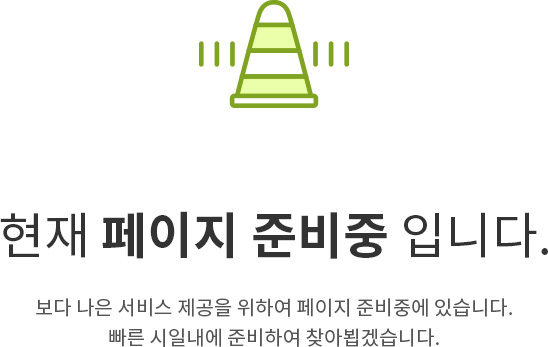 현재 페이지 준비중 입니다.
보다 나은 서비스 제공을 위하여 페이지 준비중에 있습니다.
빠른 시일내에 준비하여 찾아뵙겠습니다.